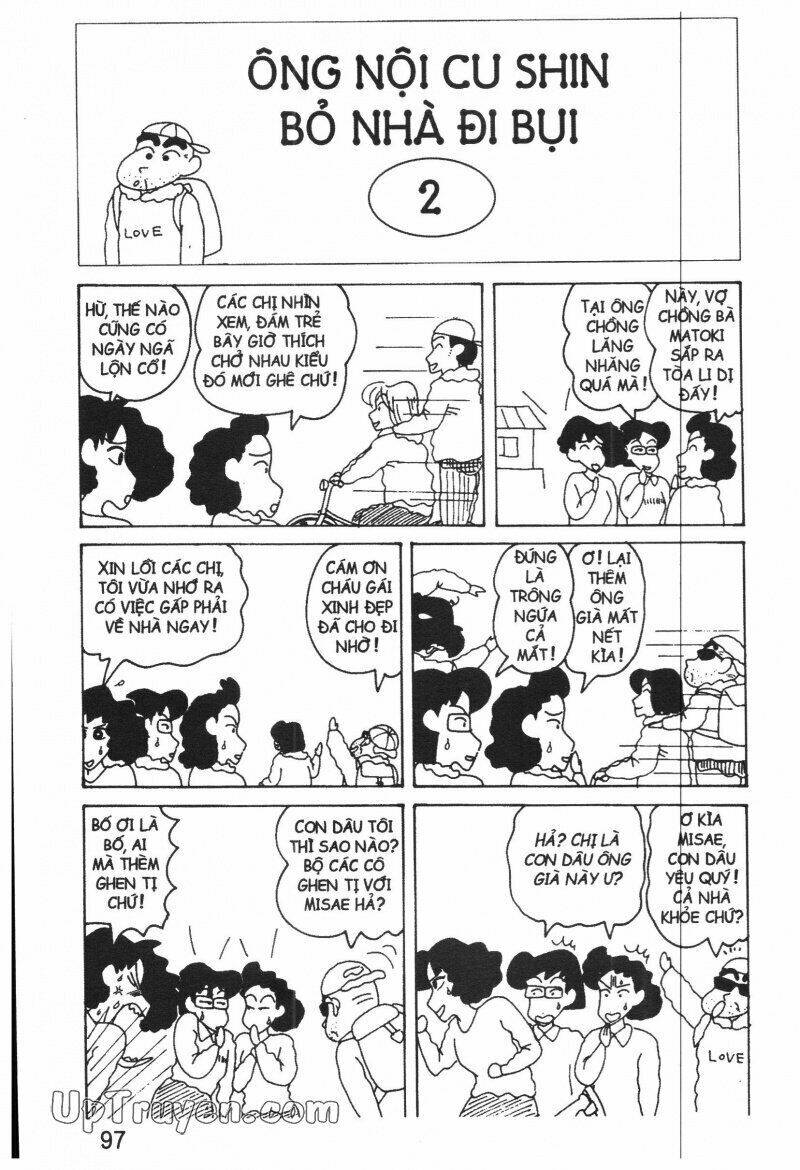 ÔNG NỘI CU SHIN
BỎ NHÀ ĐI BỤI
2
LOVE
NÀY, VỢ
CHỒNG BÀ
MATOKI
SẮP RA
TÒA LI DỊ
ĐẤY!
TẠI ÔNG
CHỒNG
LĂNG
NHĂNG
QUÁ MÀ!
CÁC CHỊ NHÌN
XEM, ĐÁM TRẺ
BÂY GIỜ THÍCH
CHỞ NHAU KIỂU
ĐÓ MỚI GHÊ CHỨ!
HỪ, THẾ NÀO
CŨNG CÓ
NGÀY NGÃ
LỘN CỔ!
Ơ! LẠI
THÊM
ÔNG
GIÀ MẤT
NẾT
KÌA!
ĐÚNG
LÀ
TRÔNG
NGỨA
CẢ
MẮT!
CÁM ƠN
CHÁU GÁI
XINH ĐẸP
ĐÃ CHO ĐI
NHỜ!
XIN LỖI CÁC CHỊ,
TÔI VỪA NHỚ RA
CÓ VIỆC GẤP PHẢI
VỀ NHÀ NGAY!
Ơ KÌA
MISAE,
CON DÂU
YÊU QUÝ!
CẢ NHÀ
KHỎE CHỨ?
HẢ? CHỊ LÀ
CON DÂU ÔNG
GIÀ NÀY Ư?
LOVE
CON DÂU TÔI
THÌ SAO NÀO?
BỘ CÁC CÔ
GHEN TỊ VỚI
MISAE HẢ?
BỐ ƠI LÀ
BỐ, AI
MÀ THÈM
GHEN TỊ
CHỨ!
UpTruyen.com
97